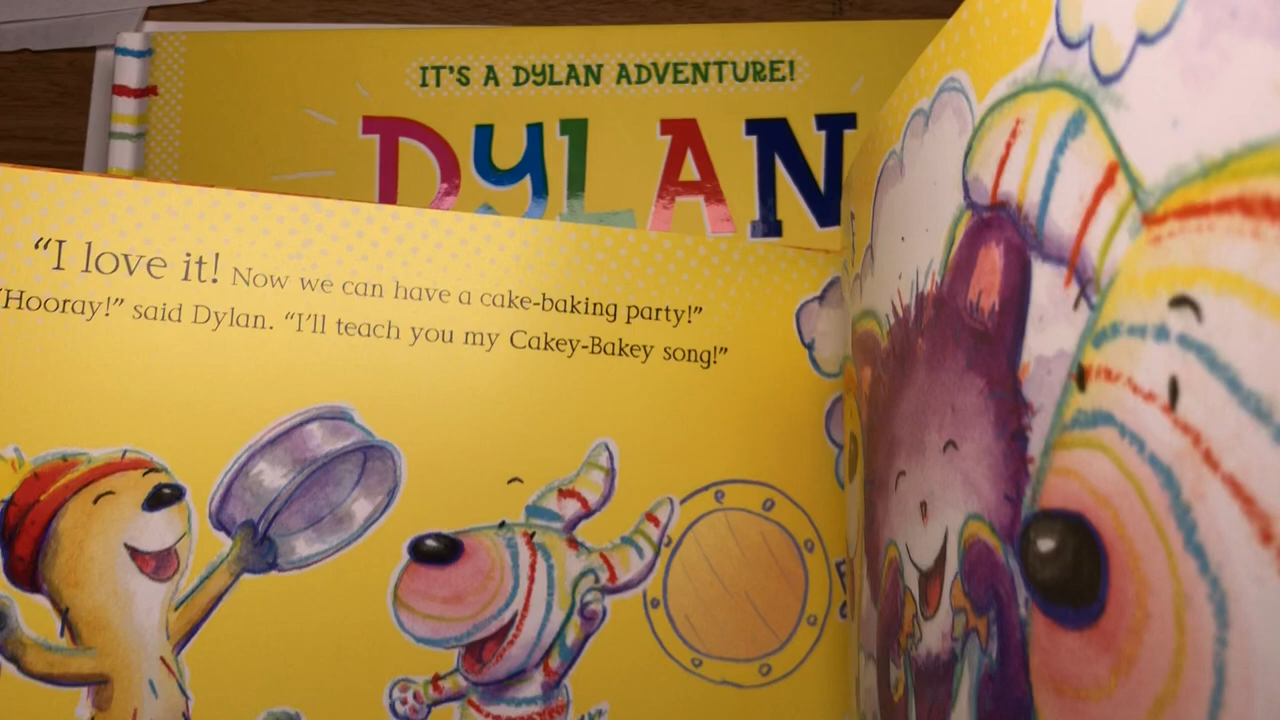 IT'S A DYLAN ADVENTURE!
DYLAN
“I love it! Now we can have a cake-baking party!”
“Hooray!” said Dylan. “I’ll teach you my Cakey-Bakey song!”